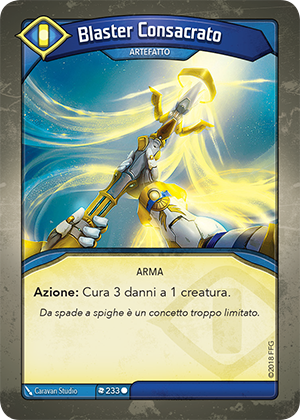 Blaster Consacrato
ARTEFATTO
ARMA
Azione: Cura 3 danni a 1 creatura.
Da spade a spighe è un concetto troppo limitato.
©2018 FFG
Caravan Studio
233